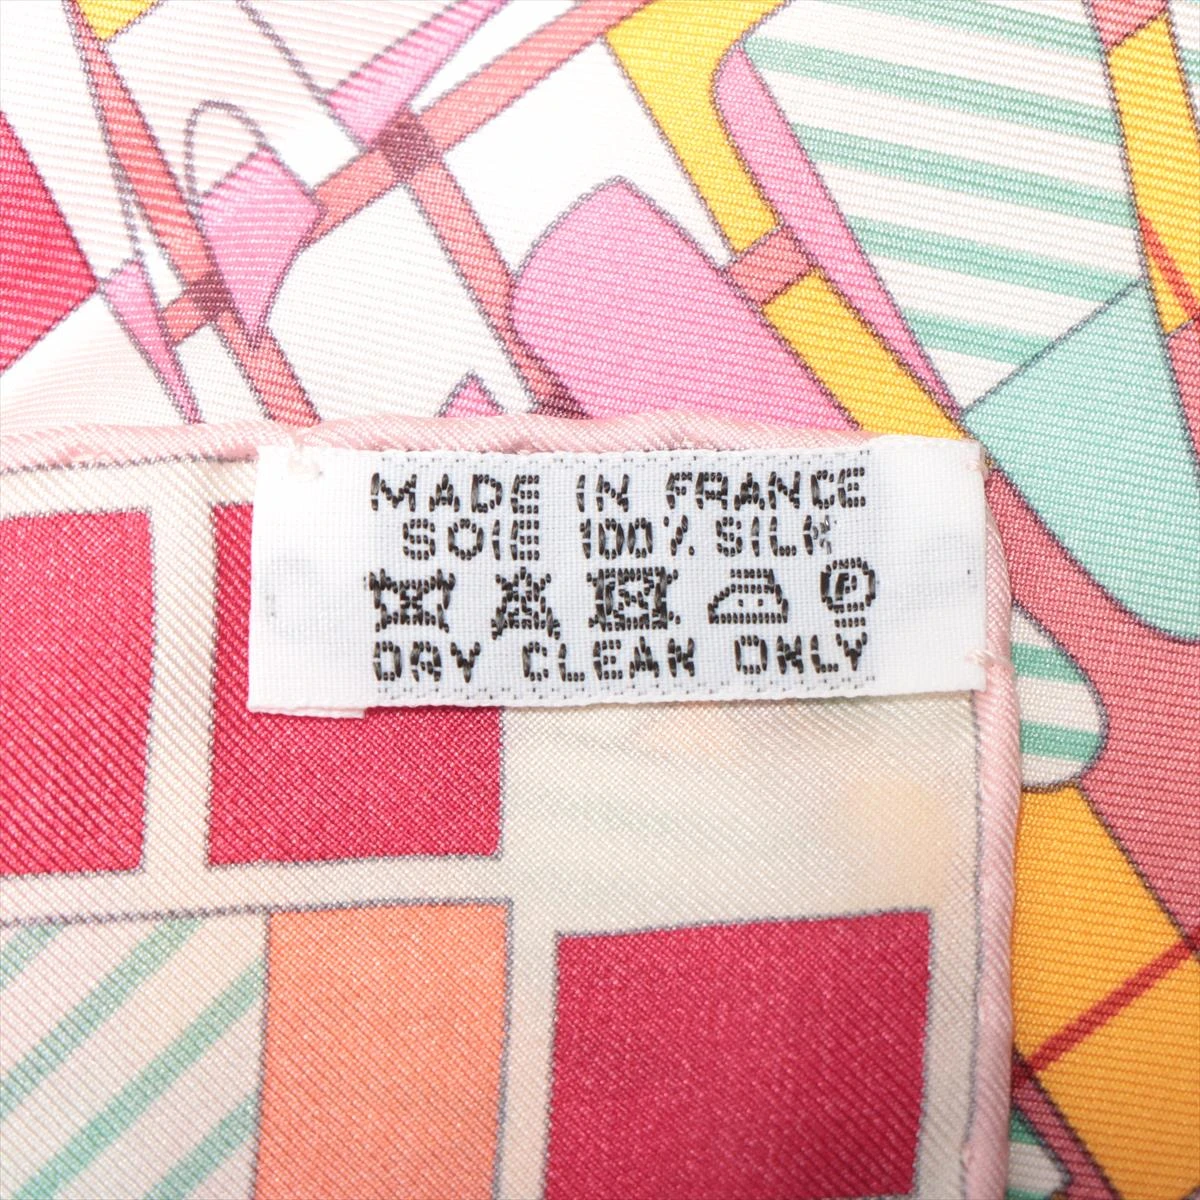 MADE IN FRANCE
SOIE 100% SILK
P
DRY CLEAN ONLY